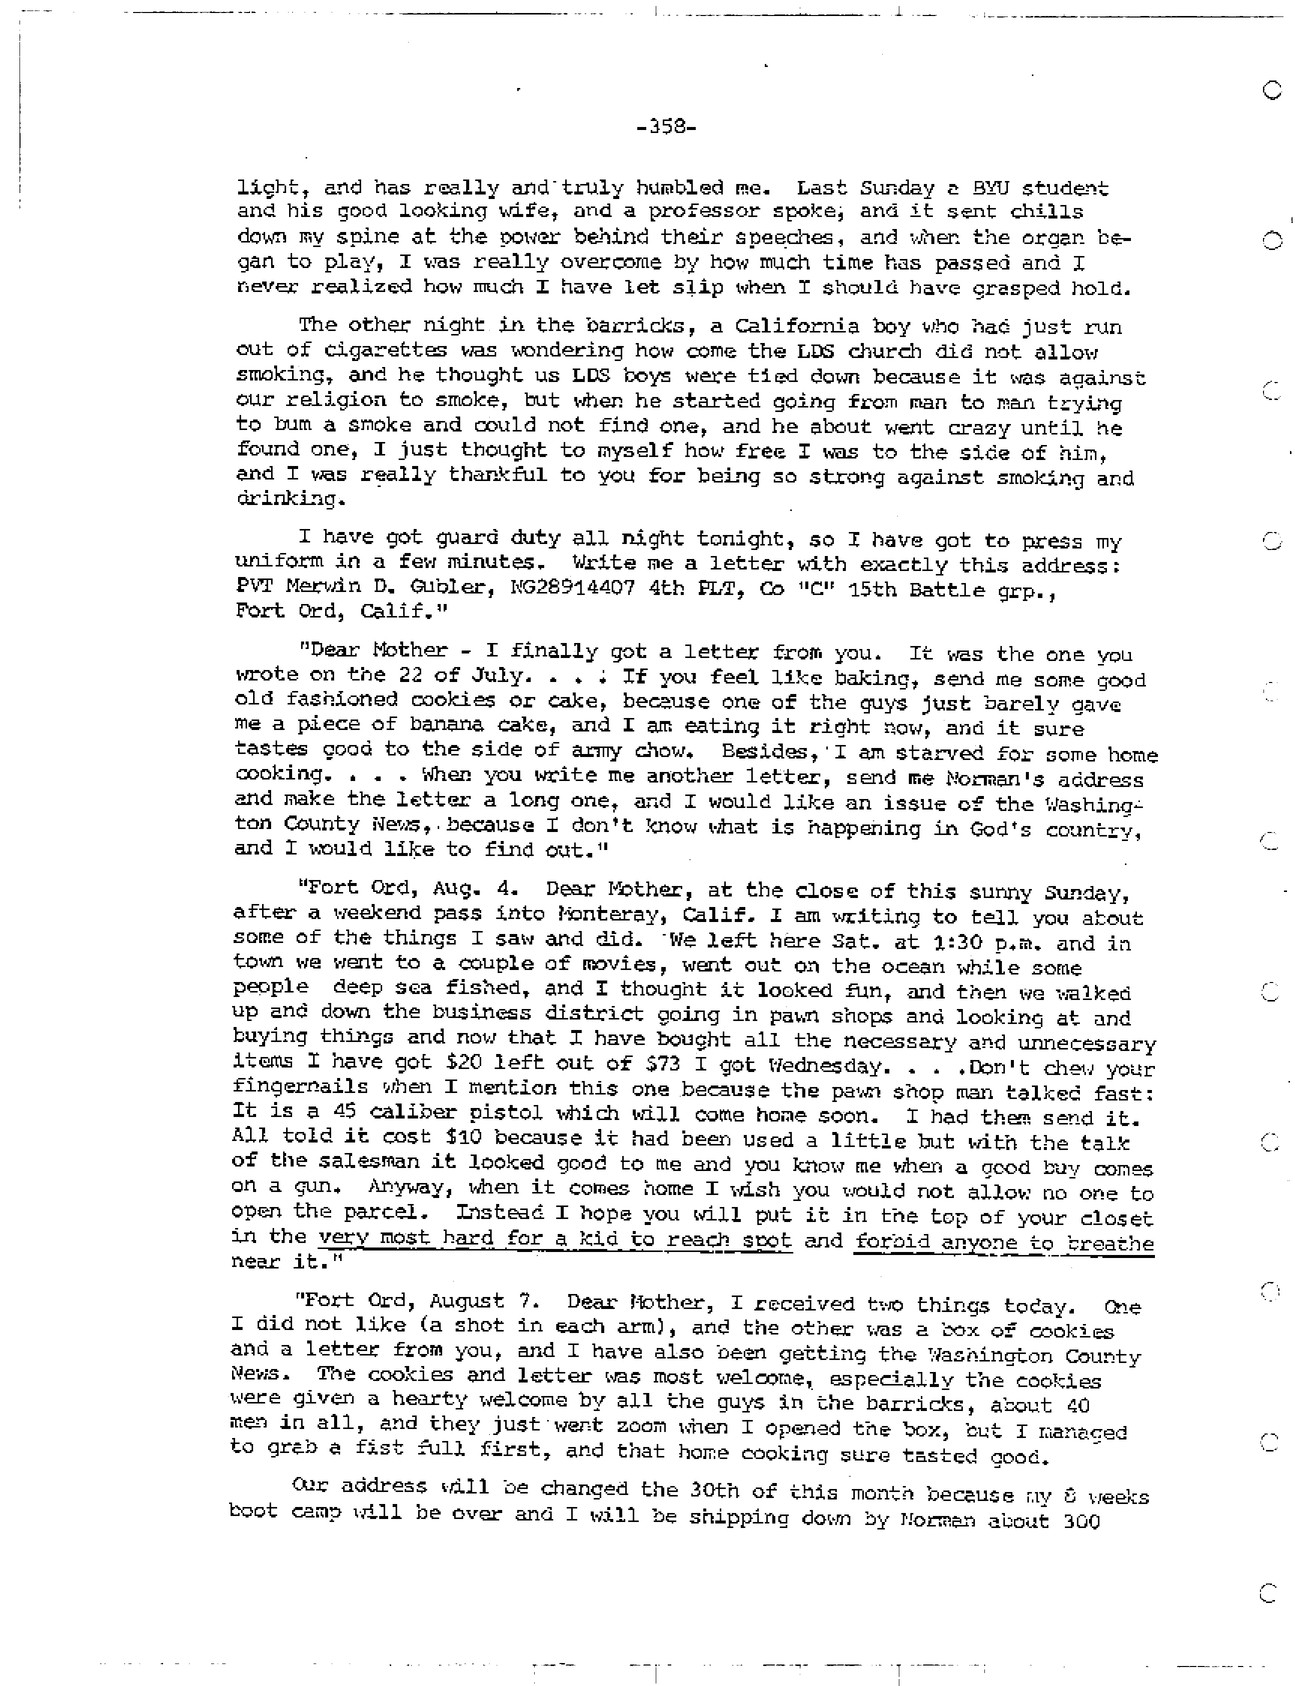 -358-
light, and has really and truly humbled me. Last Sunday a BYU student
and his good looking wife, and a professor spoke, and it sent chills
down my spine at the power behind their speeches, and when the organ be-
gan to play, I was really overcome by how much time has passed and I
never realized how much I have let slip when I should have grasped hold.
The other night in the barricks, a California boy who had just run
out of cigarettes was wondering how come the LDS church did not allow
smoking, and he thought us LDS boys were tied down because it was against
our religion to smoke, but when he started going from man to man trying
to bum a smoke and could not find one, and he about went crazy until he
found one, I just thought to myself how free I was to the side of him,
and I was really thankful to you for being so strong against smoking and
drinking.
I have got guard duty all night tonight, so I have got to press my
uniform in a few minutes. Write me a letter with exactly this address:
PVT Merwin D. Gubler, NG28914407 4th PLT, Co "C" 15th Battle grp.,
Fort Ord, Calif."
"Dear Mother - I finally got a letter from you. It was the one you
wrote on the 22 of July. . . . If you feel like baking, send me some good
old fashioned cookies or cake, because one of the guys just barely gave
me a piece of banana cake, and I am eating it right now, and it sure
tastes good to the side of army chow. Besides, I am starved for some home
cooking. . . . When you write me another letter, send me Norman's address
and make the letter a long one, and I would like an issue of the Washing-
ton County News, because I don't know what is happening in God's country,
and I would like to find out."
"Fort Ord, Aug. 4. Dear Mother, at the close of this sunny Sunday,
after a weekend pass into Monteray, Calif. I am writing to tell you about
some of the things I saw and did. We left here Sat. at 1:30 p.m. and in
town we went to a couple of movies, went out on the ocean while some
people deep sea fished, and I thought it looked fun, and then we walked
up and down the business district going in pawn shops and looking at and
buying things and now that I have bought all the necessary and unnecessary
items I have got $20 left out of $73 I got Wednesday. . . .Don't chew your
fingernails when I mention this one because the pawn shop man talked fast:
It is a 45 caliber pistol which will come home soon. I had them send it.
All told it cost $10 because it had been used a little but with the talk
of the salesman it looked good to me and you know me when a good buy comes
on a gun. Anyway, when it comes home I wish you would not allow no one to
open the parcel. Instead I hope you will put it in the top of your closet
in the very most hard for a kid to reach spot and forbid anyone to breathe
near it."
"Fort Ord, August 7. Dear Mother, I received two things today. One
I did not like (a shot in each arm), and the other was a box of cookies
and a letter from you, and I have also been getting the Washington County
News. The cookies and letter was most welcome, especially the cookies
were given a hearty welcome by all the guys in the barricks, about 40
men in all, and they just went zoom when I opened the box, but I managed
to grab a fist full first, and that home cooking sure tasted good.
Our address will be changed the 30th of this month because my 8 weeks
boot camp will be over and I will be shipping down by Norman about 300